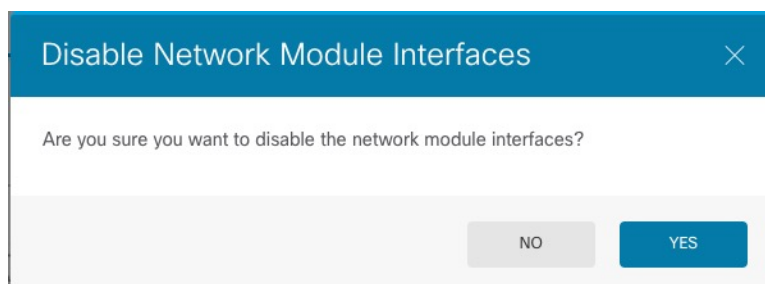 Disable Network Module Interfaces
Are you sure you want to disable the network module interfaces?
NO YES